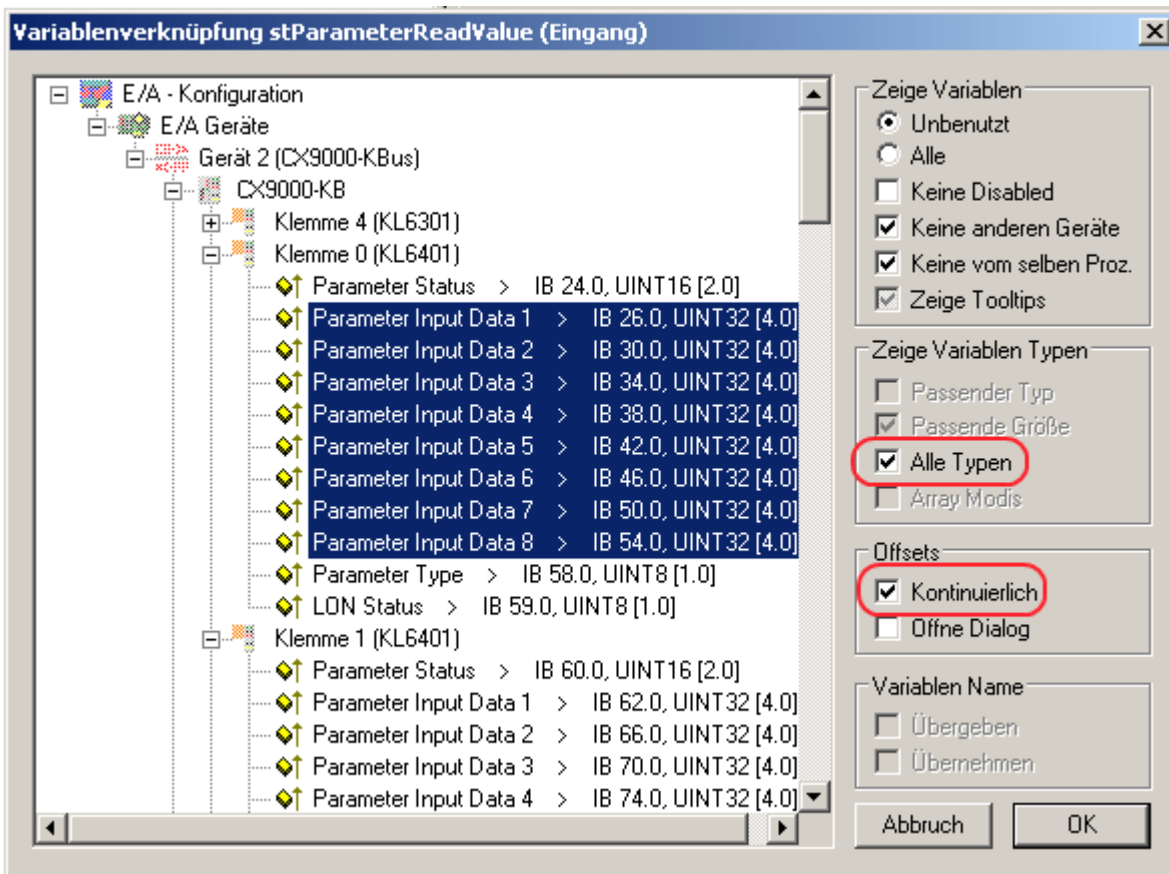 Variablenverknüpfung stParameterReadValue (Eingang)
E/A - Konfiguration
E/A Geräte
Gerät 2 (CX9000-KBus)
CX9000-KB
Klemme 4 (KL6301)
Klemme 0 (KL6401)
Parameter Status > IB 24.0, UINT16 [2.0]
Parameter Input Data 1 > IB 26.0, UINT32 [4.0]
Parameter Input Data 2 > IB 30.0, UINT32 [4.0]
Parameter Input Data 3 > IB 34.0, UINT32 [4.0]
Parameter Input Data 4 > IB 38.0, UINT32 [4.0]
Parameter Input Data 5 > IB 42.0, UINT32 [4.0]
Parameter Input Data 6 > IB 46.0, UINT32 [4.0]
Parameter Input Data 7 > IB 50.0, UINT32 [4.0]
Parameter Input Data 8 > IB 54.0, UINT32 [4.0]
Parameter Type > IB 58.0, UINT8 [1.0]
LON Status > IB 59.0, UINT8 [1.0]
Klemme 1 (KL6401)
Parameter Status > IB 60.0, UINT16 [2.0]
Parameter Input Data 1 > IB 62.0, UINT32 [4.0]
Parameter Input Data 2 > IB 66.0, UINT32 [4.0]
Parameter Input Data 3 > IB 70.0, UINT32 [4.0]
Parameter Input Data 4 > IB 74.0, UINT32 [4.0]
Zeige Variablen
Unbenutzt
Alle
Keine Disabled
Keine anderen Geräte
Keine vom selben Proz.
Zeige Tooltips
Zeige Variablen Typen
Passender Typ
Passende Größe
Alle Typen
Array Modis
Offsets
Kontinuierlich
Öffne Dialog
Variablen Name
Übergeben
Übernehmen
Abbruch
OK